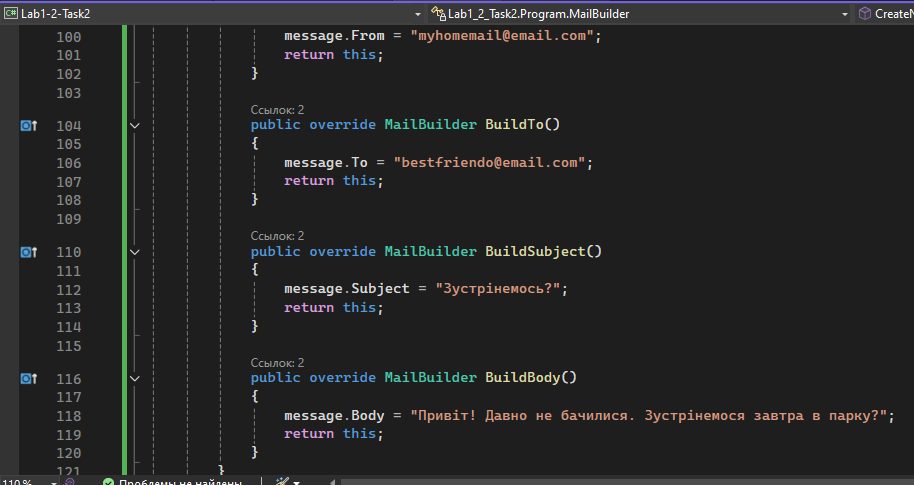 C# Lab1-2-Task2 Lab1_2_Task2.Program.MailBuilder CreateN
100 message.From = "myhomemail@email.com";
101 return this;
102 }
103
Ссылок: 2
104 public override MailBuilder BuildTo()
105 {
106 message.To = "bestfriendo@email.com";
107 return this;
108 }
109
Ссылок: 2
110 public override MailBuilder BuildSubject()
111 {
112 message.Subject = "Зустрінемось?";
113 return this;
114 }
115
Ссылок: 2
116 public override MailBuilder BuildBody()
117 {
118 message.Body = "Привіт! Давно не бачилися. Зустрінемося завтра в парку?";
119 return this;
120 }
121 }
110 % Проблемы не найдены